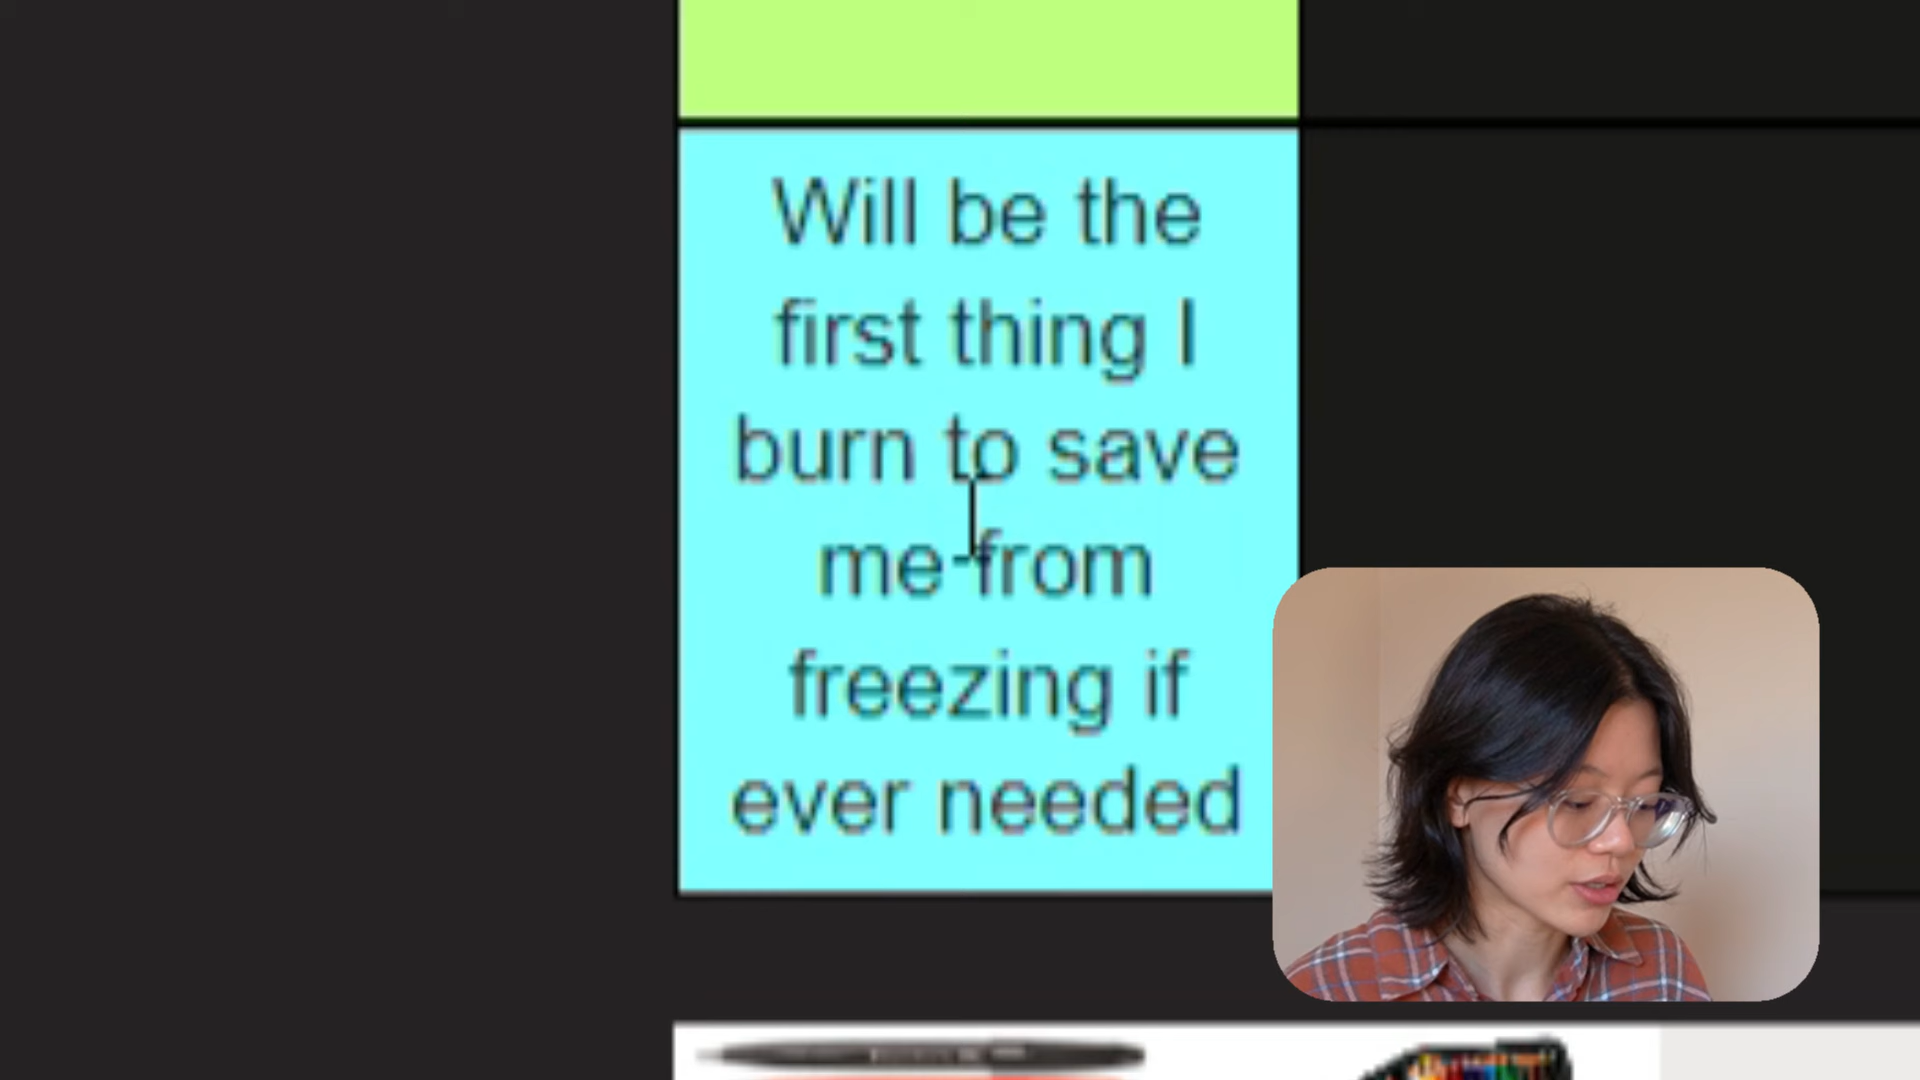 Will be the
first thing I
burn to save
me from
freezing if
ever needed